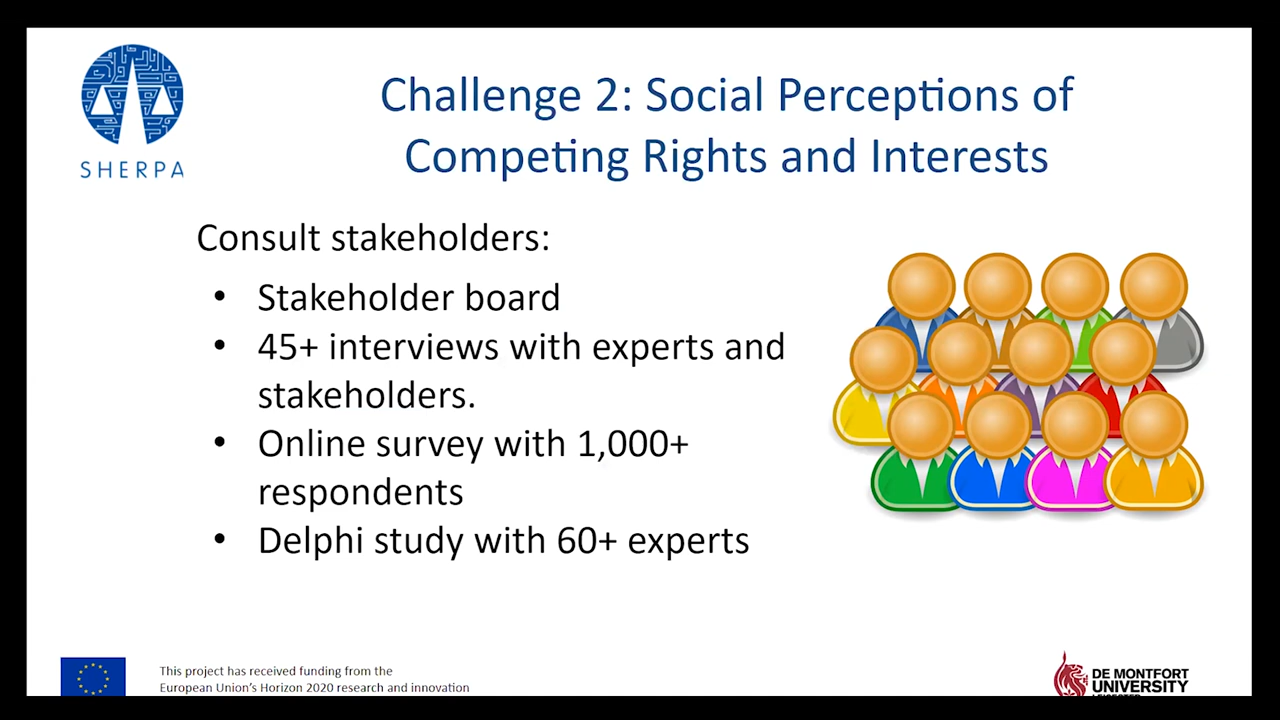 SHERPA
Challenge 2: Social Perceptions of
Competing Rights and Interests
Consult stakeholders:
• Stakeholder board
• 45+ interviews with experts and
stakeholders.
• Online survey with 1,000+
respondents
• Delphi study with 60+ experts
This project has received funding from the
European Union's Horizon 2020 research and innovation
DE MONTFORT
UNIVERSITY